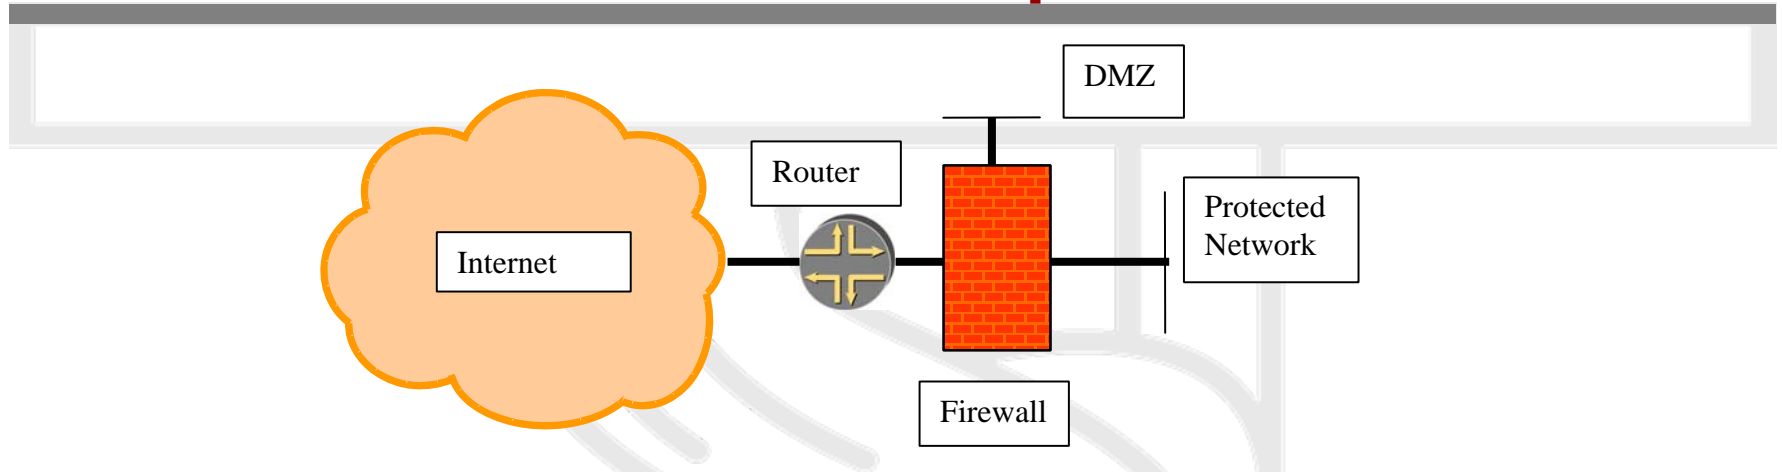 DMZ
Router
Protected
Network
Internet
Firewall